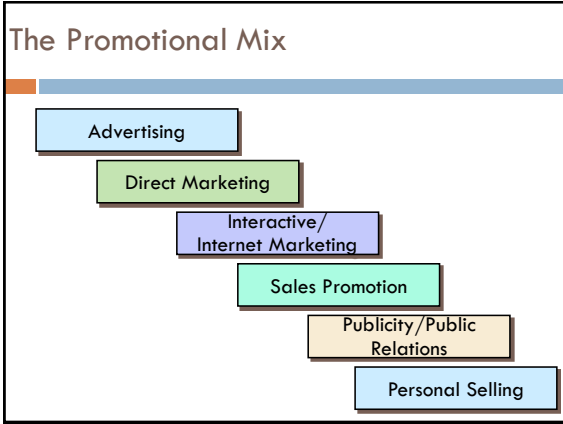 The Promotional Mix
Advertising
Direct Marketing
Interactive/
Internet Marketing
Sales Promotion
Publicity/Public
Relations
Personal Selling